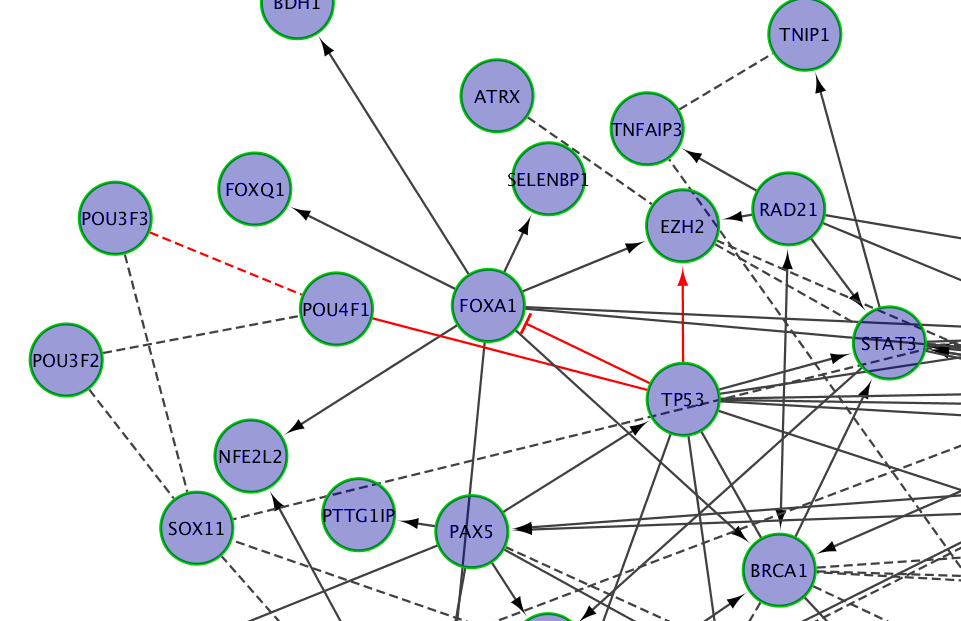 BDH1
TNIP1
ATRX
TNFAIP3
SELENBP1
FOXQ1
POU3F3
EZH2
RAD21
FOXA1
POU4F1
STAT3
POU3F2
TP53
NFE2L2
PTTG1IP
SOX11
PAX5
BRCA1